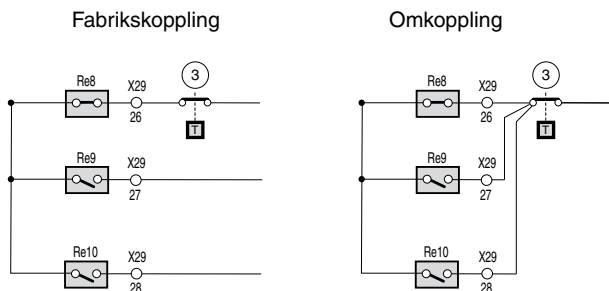 Fabrikskoppling
Omkoppling
Re8 X29 3
26
T
Re9 X29
27
Re10 X29
28
Re8 X29 3
26
T
Re9 X29
27
Re10 X29
28